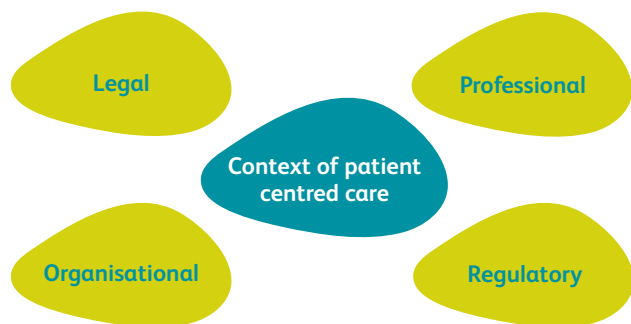 Legal
Professional
Context of patient
centred care
Organisational
Regulatory